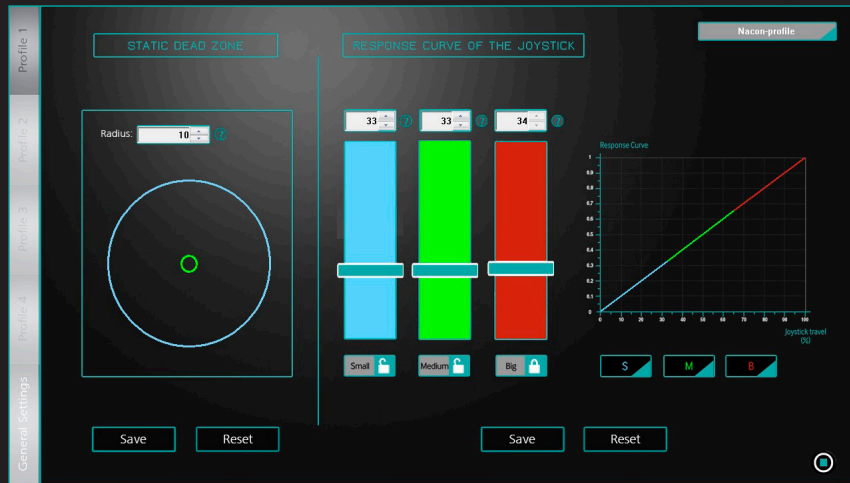 Profile 1
Profile 2
Profile 3
Profile 4
General Settings
STATIC DEAD ZONE
Radius:
10
?
Save
Reset
RESPONSE CURVE OF THE JOYSTICK
Nacon-profile
33
?
33
?
34
?
Small
Medium
Big
Response Curve
1
0.9
0.8
0.7
0.6
0.5
0.4
0.3
0.2
0.1
0
0 10 20 30 40 50 60 70 80 90 100
Joystick travel
(%)
S
M
B
Save
Reset